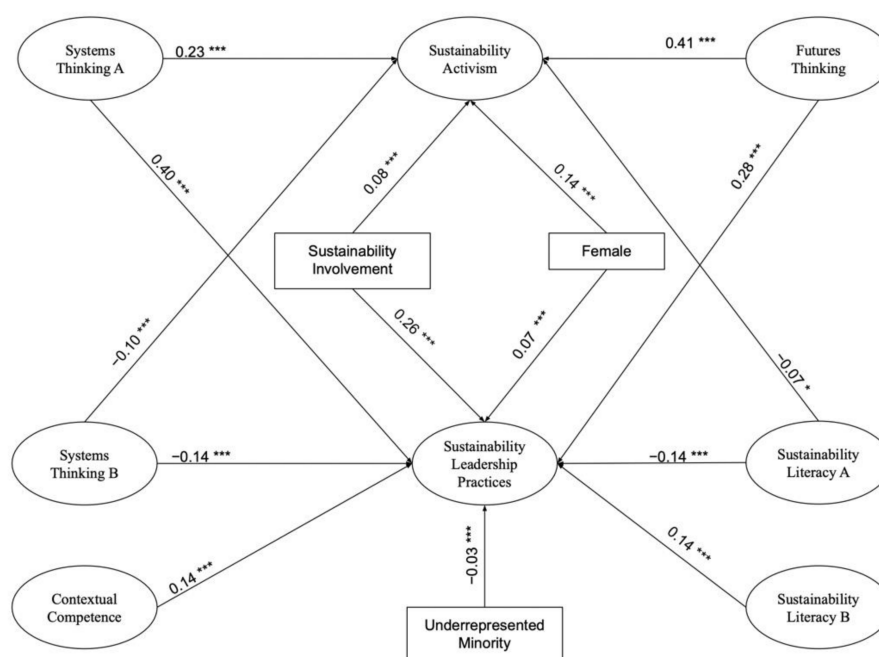 Systems
Thinking A
0.23 ***
Sustainability
Activism
0.41 ***
Futures
Thinking
0.40 ***
0.08 ***
0.14 ***
0.28 ***
Sustainability
Involvement
Female
−0.10 ***
0.26 ***
0.07 ***
−0.07 *
Systems
Thinking B
−0.14 ***
Sustainability
Leadership
Practices
−0.14 ***
Sustainability
Literacy A
0.14 ***
−0.03 ***
0.14 ***
Contextual
Competence
Underrepresented
Minority
Sustainability
Literacy B